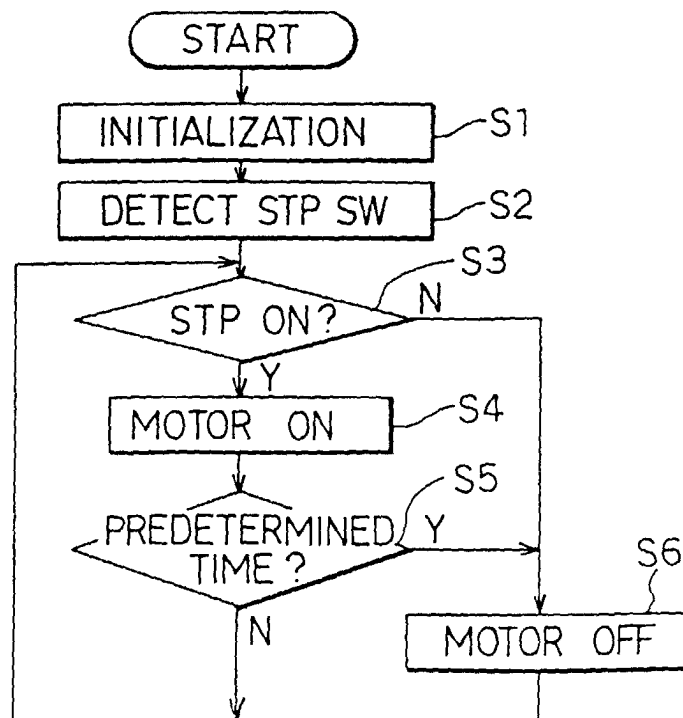 START
INITIALIZATION
S1
DETECT STP SW
S2
S3
STP ON?
N
Y
MOTOR ON
S4
S5
PREDETERMINED
TIME?
Y
N
S6
MOTOR OFF